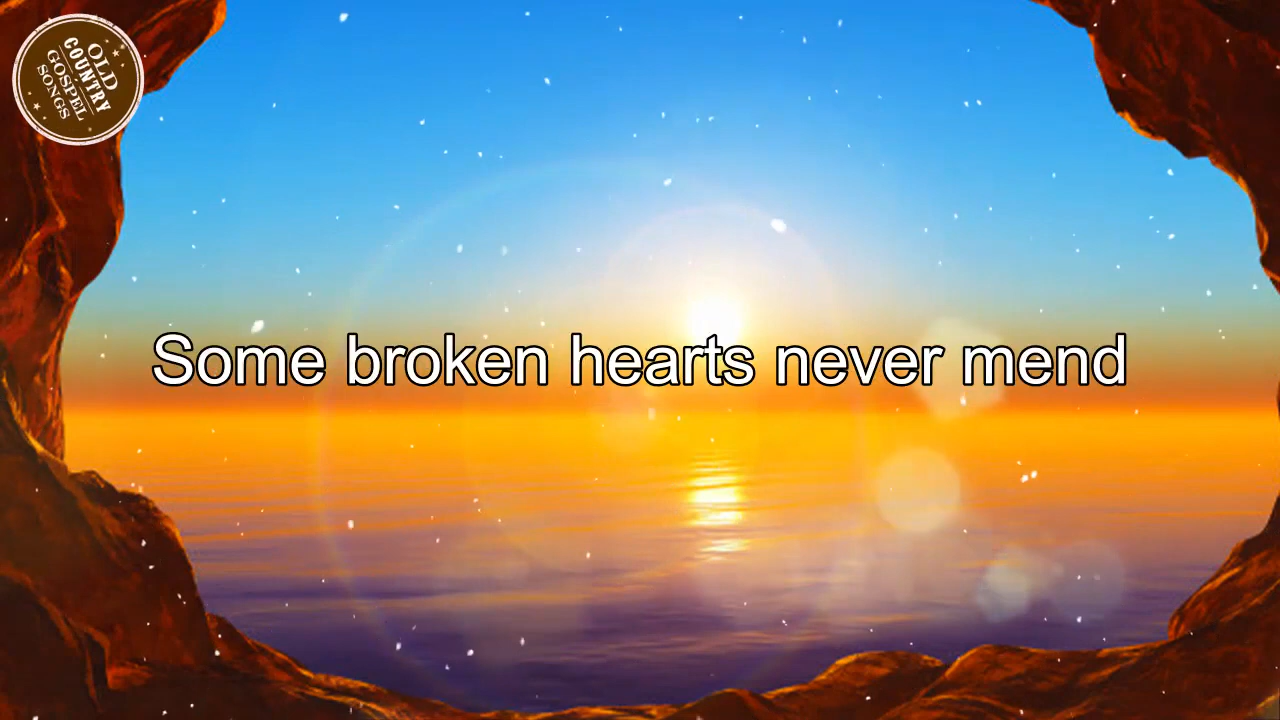 OLD
COUNTRY
GOSPEL
SONGS
Some broken hearts never mend